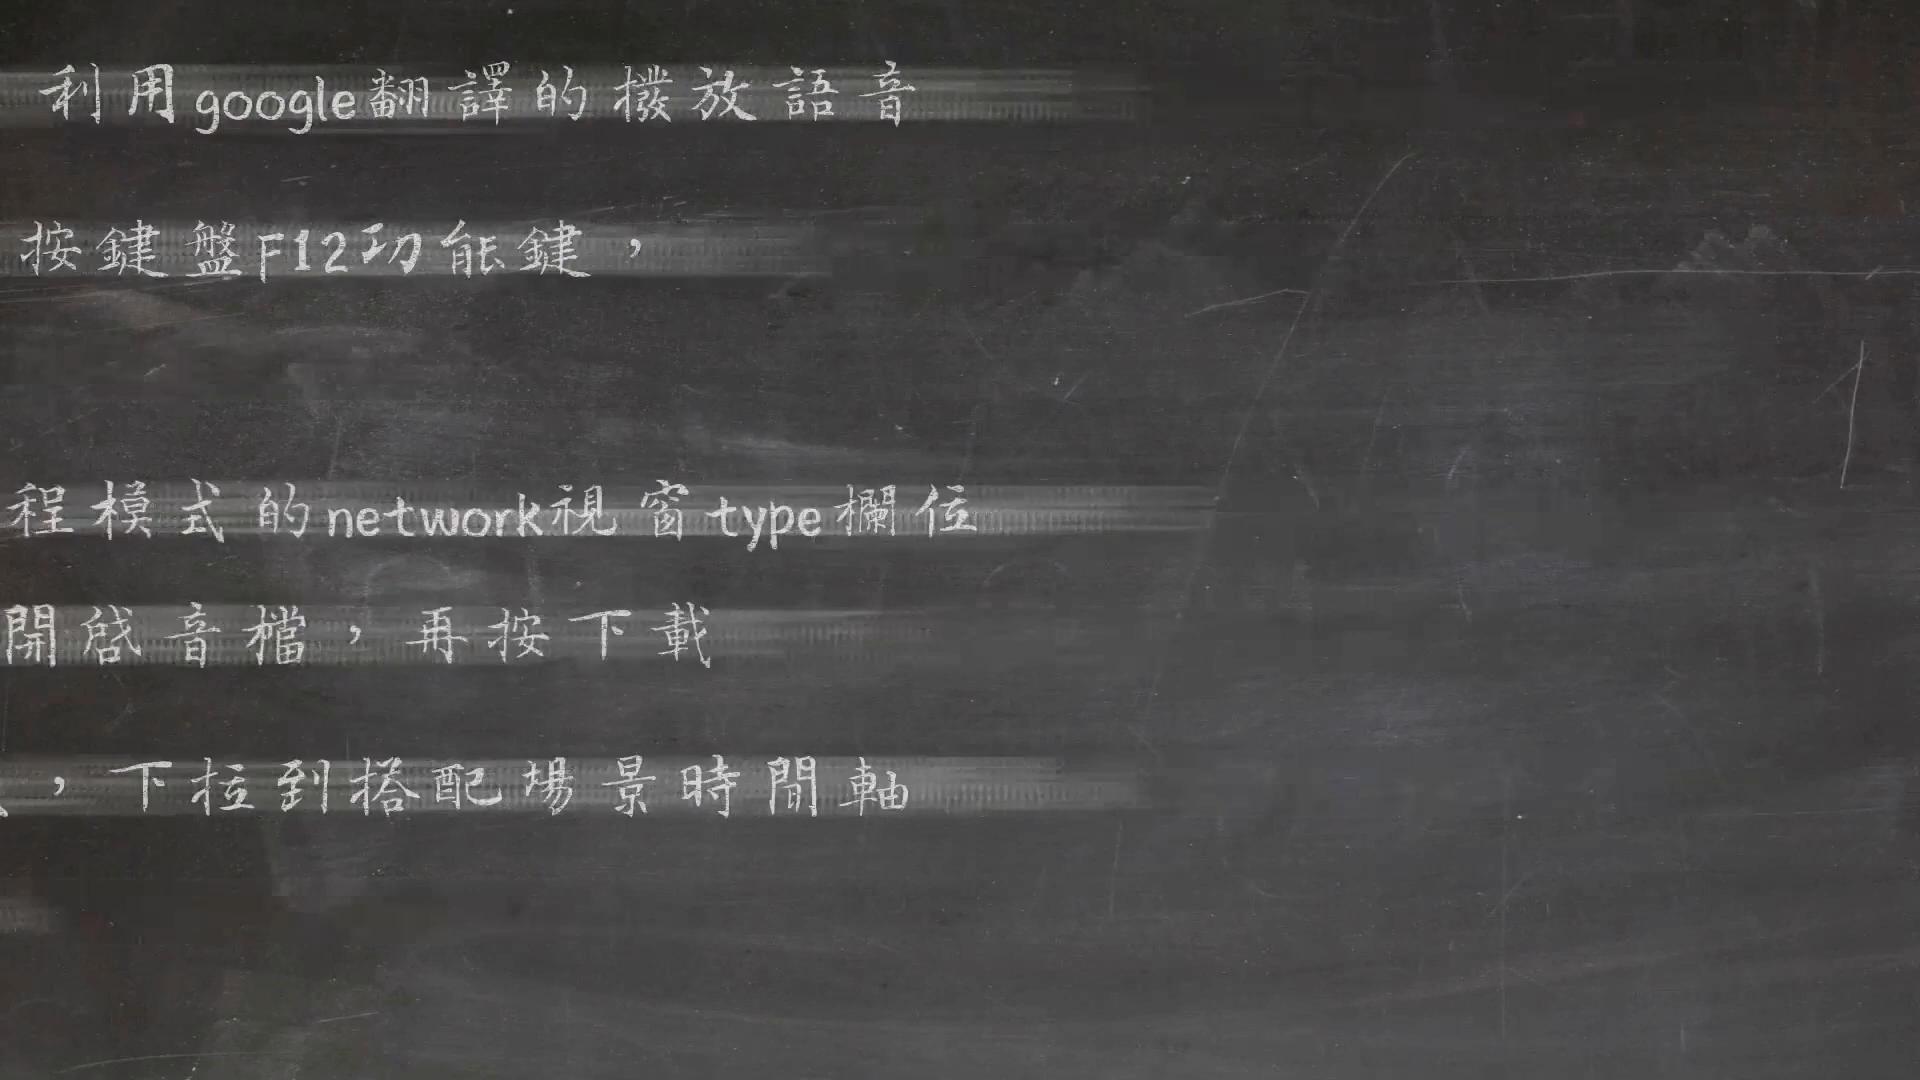 利用google翻譯的撥放語音
按鍵盤F12功能鍵，
程模式的network視窗type欄位
開啟音檔，再按下載
，下拉到搭配場景時間軸